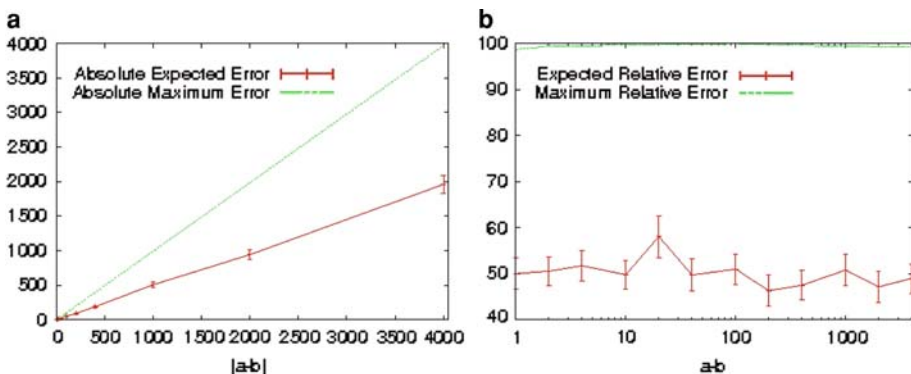 a
4000
3500
3000
2500
2000
1500
1000
500
0
Absolute Expected Error
Absolute Maximum Error
0 500 1000 1500 2000 2500 3000 3500 4000
|a-b|
b
100
90
80
70
60
50
40
Expected Relative Error
Maximum Relative Error
1 10 100 1000
a-b